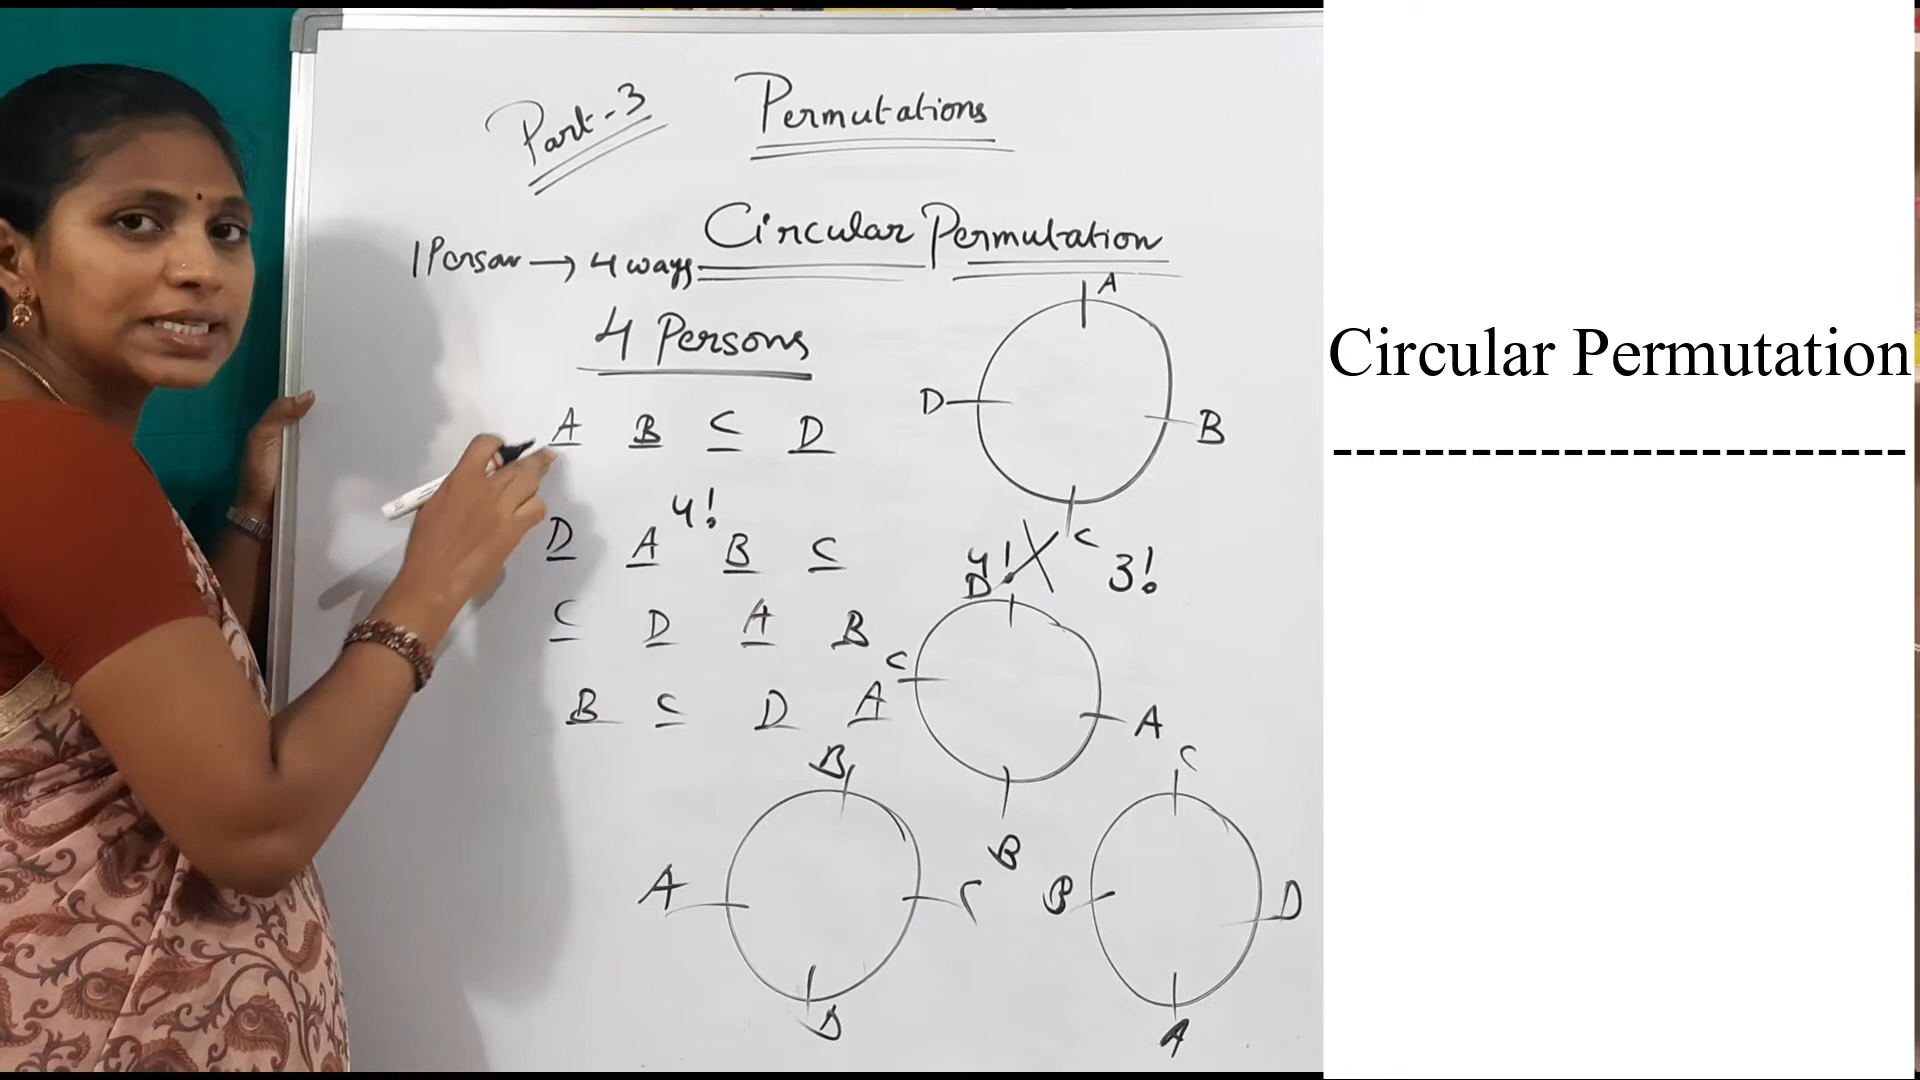 Part-3
Permutations
Circular Permutation
1 Person → 4 ways
4 Persons
A B C D
4!
D A B C
C D A B
B C D A
A
D
B
C
4!
3!
D
C
A
B
B
A
C
D
C
B
D
A
Circular Permutation
--------------------------